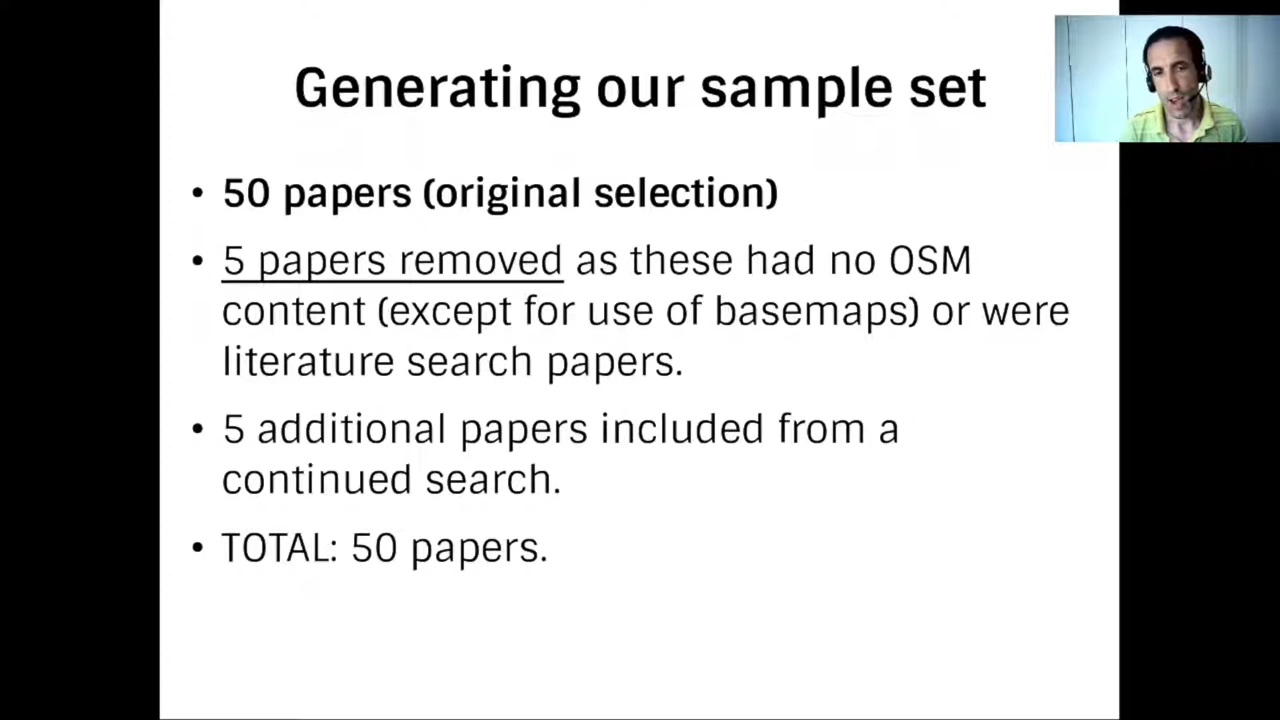 Generating our sample set
• 50 papers (original selection)
• 5 papers removed as these had no OSM
content (except for use of basemaps) or were
literature search papers.
• 5 additional papers included from a
continued search.
• TOTAL: 50 papers.